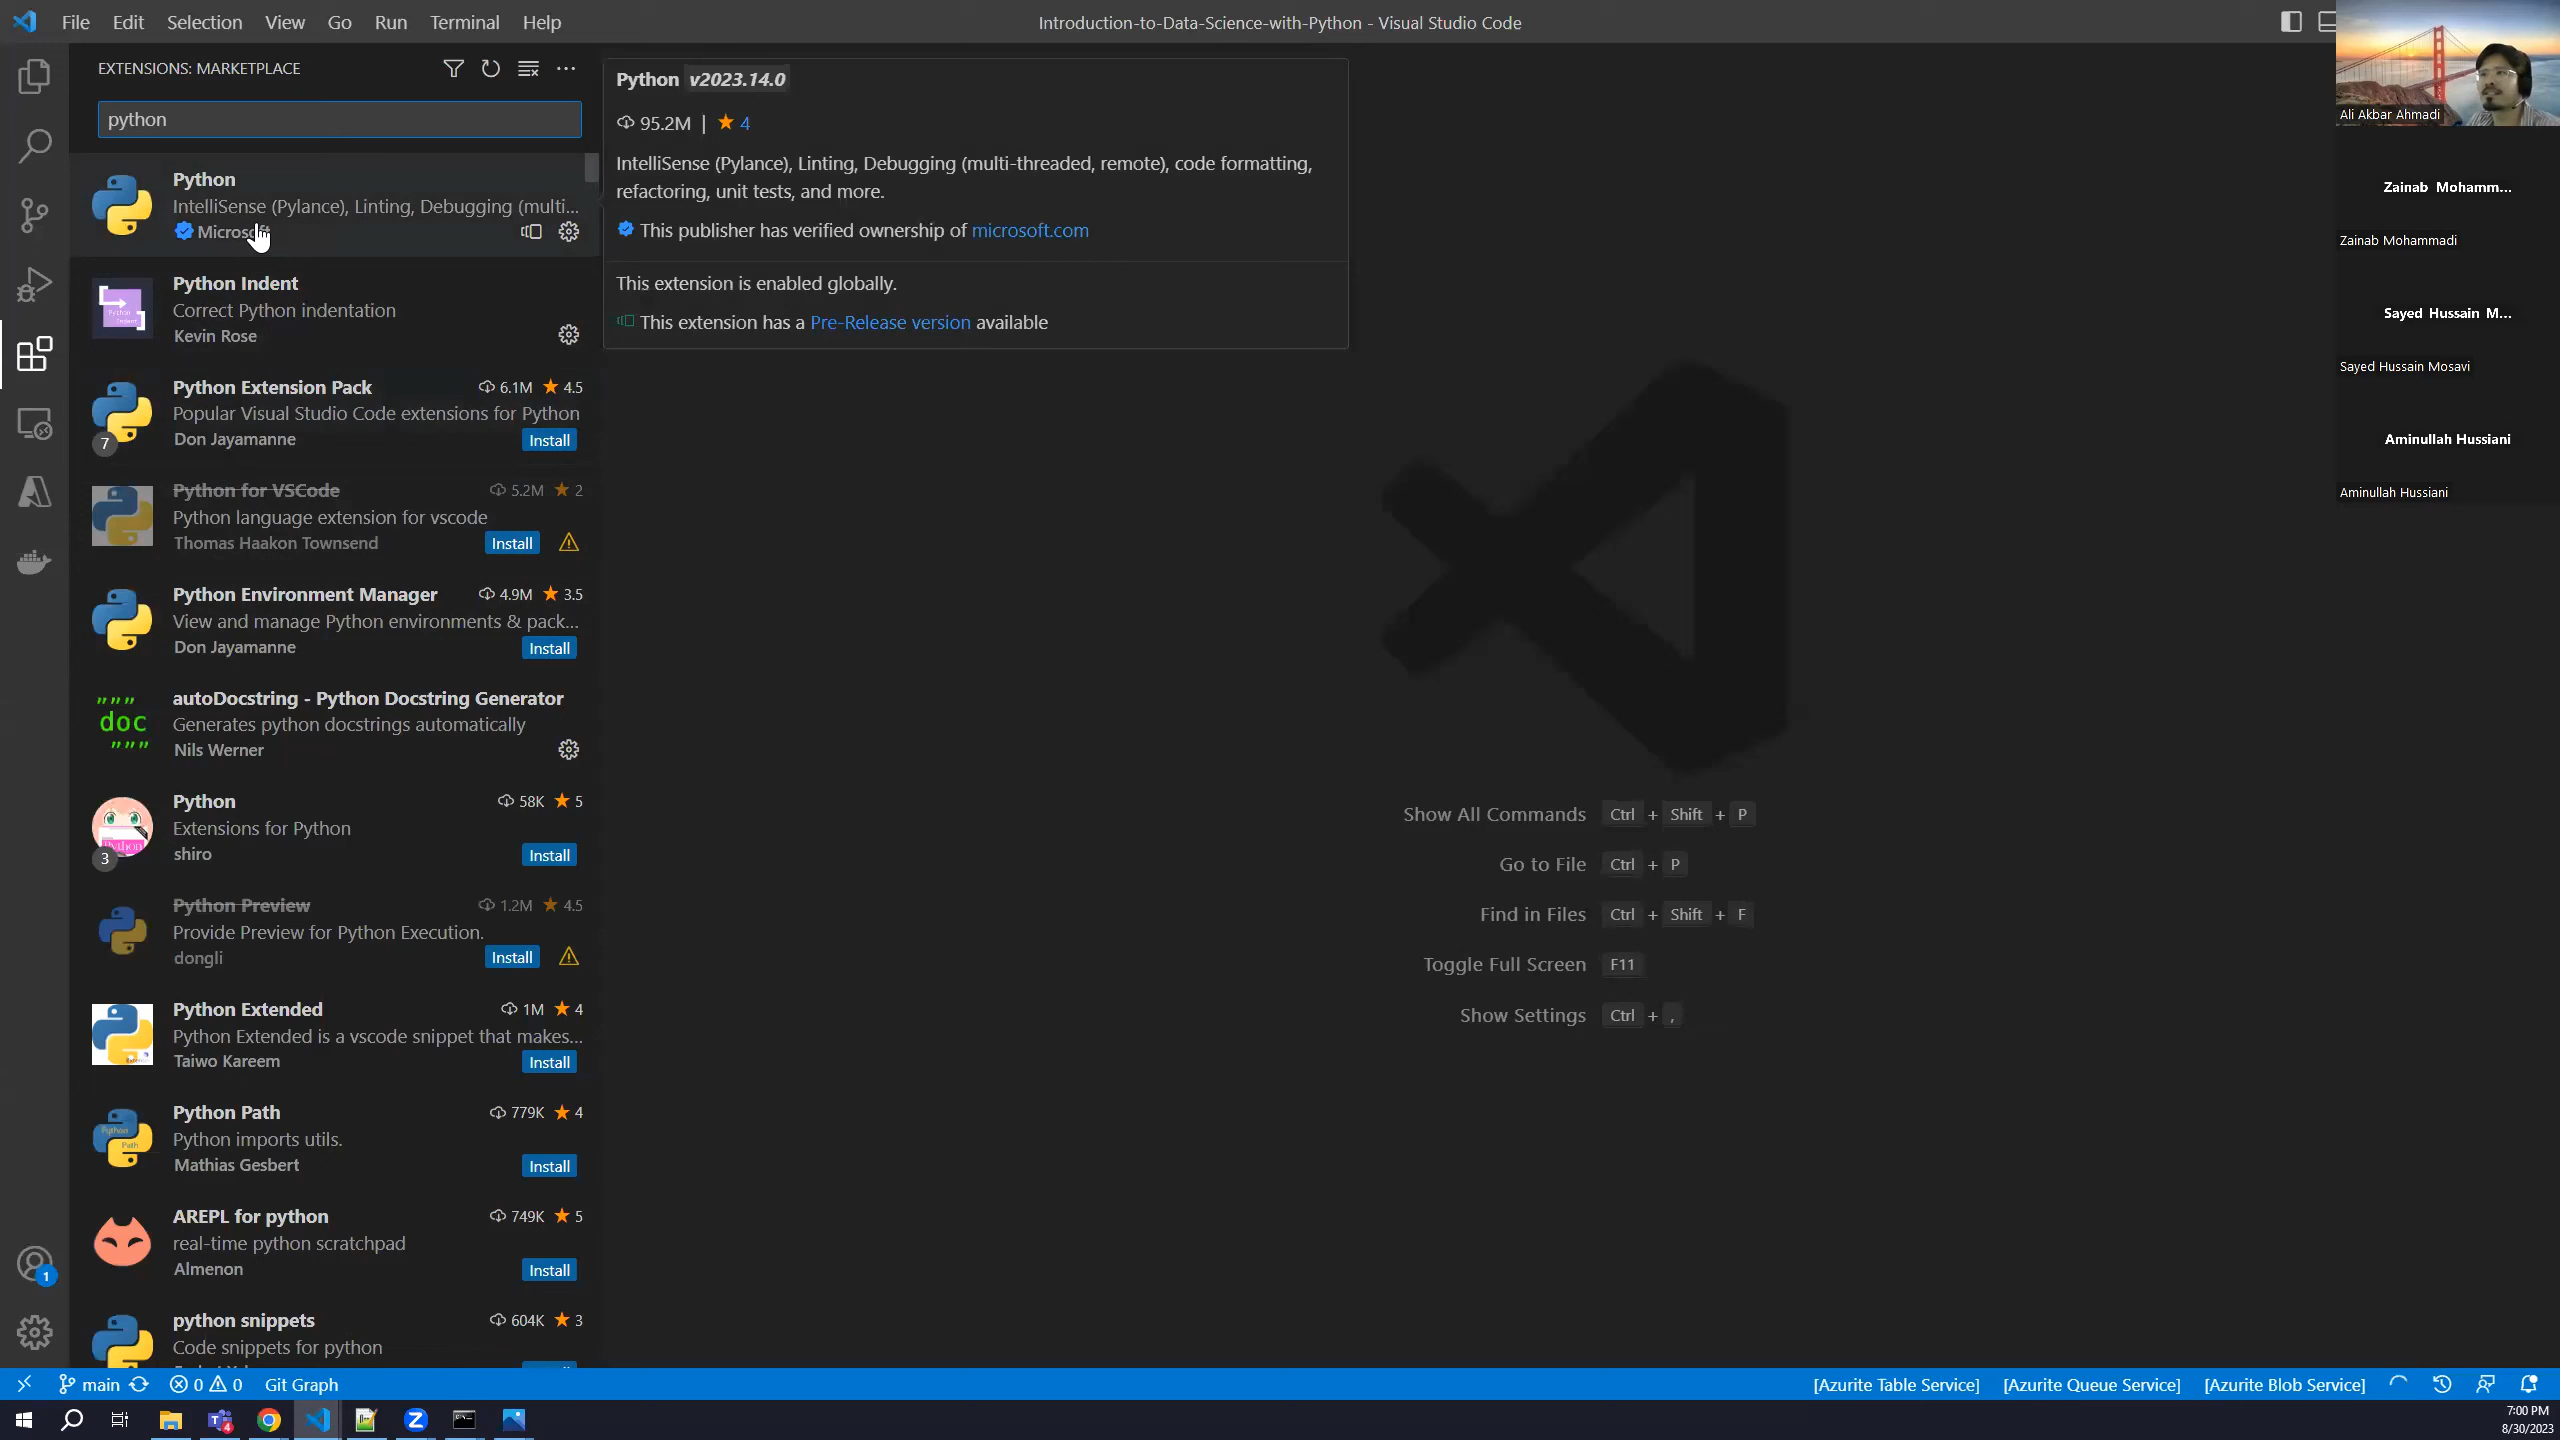 File Edit Selection View Go Run Terminal Help
Introduction-to-Data-Science-with-Python - Visual Studio Code
EXTENSIONS: MARKETPLACE
python
Python
IntelliSense (Pylance), Linting, Debugging (multi...
Microsoft
Python Indent
Correct Python indentation
Kevin Rose
Python Extension Pack 6.1M 4.5
Popular Visual Studio Code extensions for Python
Don Jayamanne Install
7
Python for VSCode 5.2M 2
Python language extension for vscode
Thomas Haakon Townsend Install
Python Environment Manager 4.9M 3.5
View and manage Python environments & pack...
Don Jayamanne Install
autoDocstring - Python Docstring Generator
Generates python docstrings automatically
Nils Werner
""" doc """
Python 58K 5
Extensions for Python
shiro Install
3
Python Preview 1.2M 4.5
Provide Preview for Python Execution.
dongli Install
Python Extended 1M 4
Python Extended is a vscode snippet that makes...
Taiwo Kareem Install
Python Path 779K 4
Python imports utils.
Mathias Gesbert Install
AREPL for python 749K 5
real-time python scratchpad
Almenon Install
python snippets 604K 3
Code snippets for python
Python v2023.14.0
95.2M | 4
IntelliSense (Pylance), Linting, Debugging (multi-threaded, remote), code formatting,
refactoring, unit tests, and more.
This publisher has verified ownership of microsoft.com
This extension is enabled globally.
This extension has a Pre-Release version available
Show All Commands Ctrl + Shift + P
Go to File Ctrl + P
Find in Files Ctrl + Shift + F
Toggle Full Screen F11
Show Settings Ctrl + ,
Ali Akbar Ahmadi
Zainab Mohamm...
Zainab Mohammadi
Sayed Hussain M...
Sayed Hussain Mosavi
Aminullah Hussiani
Aminullah Hussiani
1
main 0 0 Git Graph
[Azurite Table Service] [Azurite Queue Service] [Azurite Blob Service]
4
7:00 PM
8/30/2023